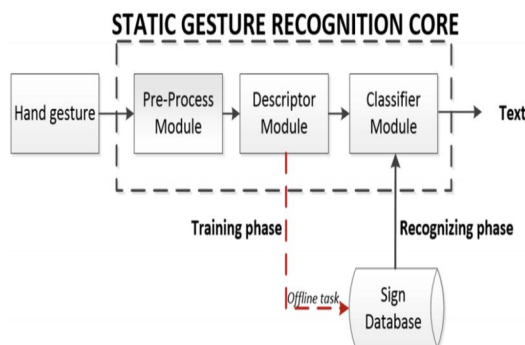 STATIC GESTURE RECOGNITION CORE
Hand gesture
Pre-Process
Module
Descriptor
Module
Classifier
Module
Text
Training phase
Recognizing phase
Offline task
Sign
Database